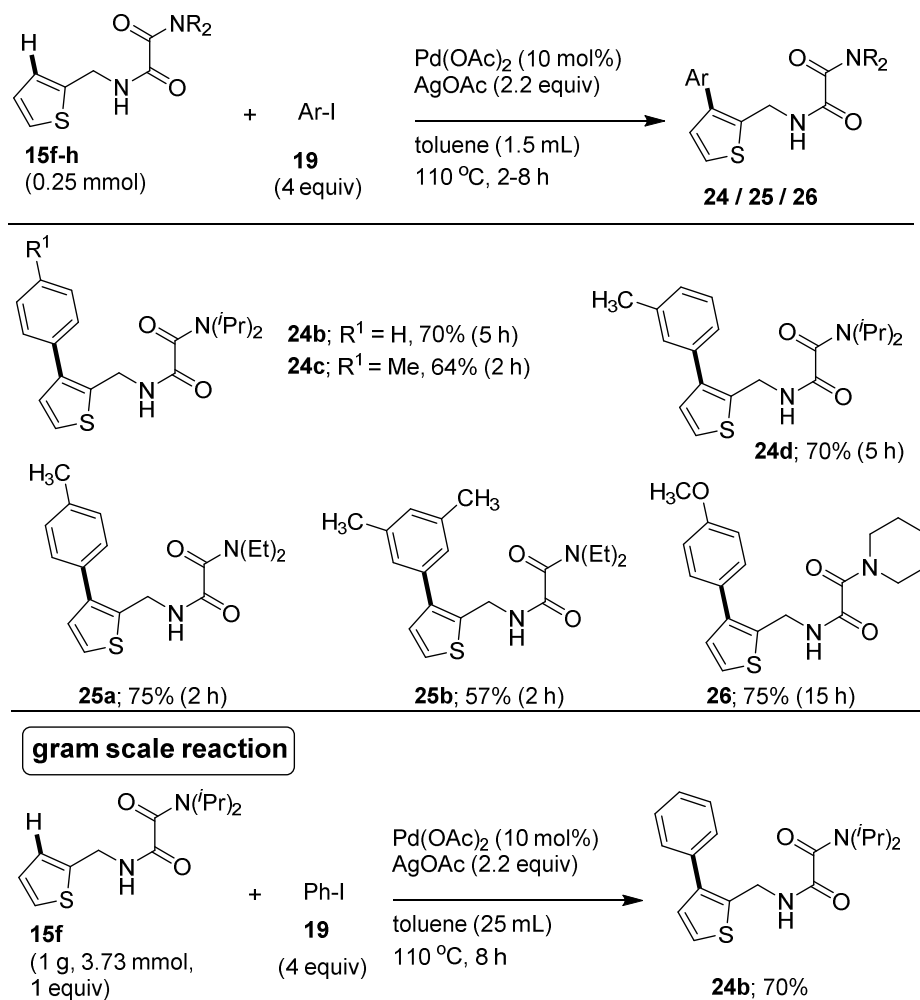 H
O
NR2
N
H
O
S
15f-h
(0.25 mmol)
+
Ar-I
19
(4 equiv)
Pd(OAc)2 (10 mol%)
AgOAc (2.2 equiv)
toluene (1.5 mL)
110 oC, 2-8 h
Ar
O
NR2
N
H
O
S
24 / 25 / 26
R1
O
N(iPr)2
N
H
O
S
24b; R1 = H, 70% (5 h)
24c; R1 = Me, 64% (2 h)
H3C
O
N(iPr)2
N
H
O
S
24d; 70% (5 h)
H3C
O
N(Et)2
N
H
O
S
25a; 75% (2 h)
H3C
CH3
O
N(Et)2
N
H
O
S
25b; 57% (2 h)
H3CO
O
N
N
H
O
S
26; 75% (15 h)
gram scale reaction
H
O
N(iPr)2
N
H
O
S
15f
(1 g, 3.73 mmol,
1 equiv)
+
Ph-I
19
(4 equiv)
Pd(OAc)2 (10 mol%)
AgOAc (2.2 equiv)
toluene (25 mL)
110 oC, 8 h
O
N(iPr)2
N
H
O
S
24b; 70%